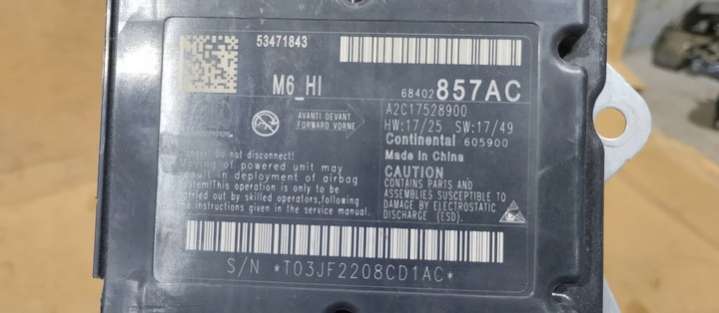 53471843
M6_HI
68402857AC
AVANTI DEVANT
FORWARD VORNE
A2C17528900
HW:17/25 SW:17/49
Continental 605900
Made in China
do not disconnect!
of powered unit may
in deployment of airbag
This operation is only to be
out by skilled operators,following
instructions given in the service manual.
CAUTION
CONTAINS PARTS AND
ASSEMBLIES SUSCEPTIBLE TO
DAMAGE BY ELECTROSTATIC
DISCHARGE (ESD).
S/N *T03JF2208CD1AC*